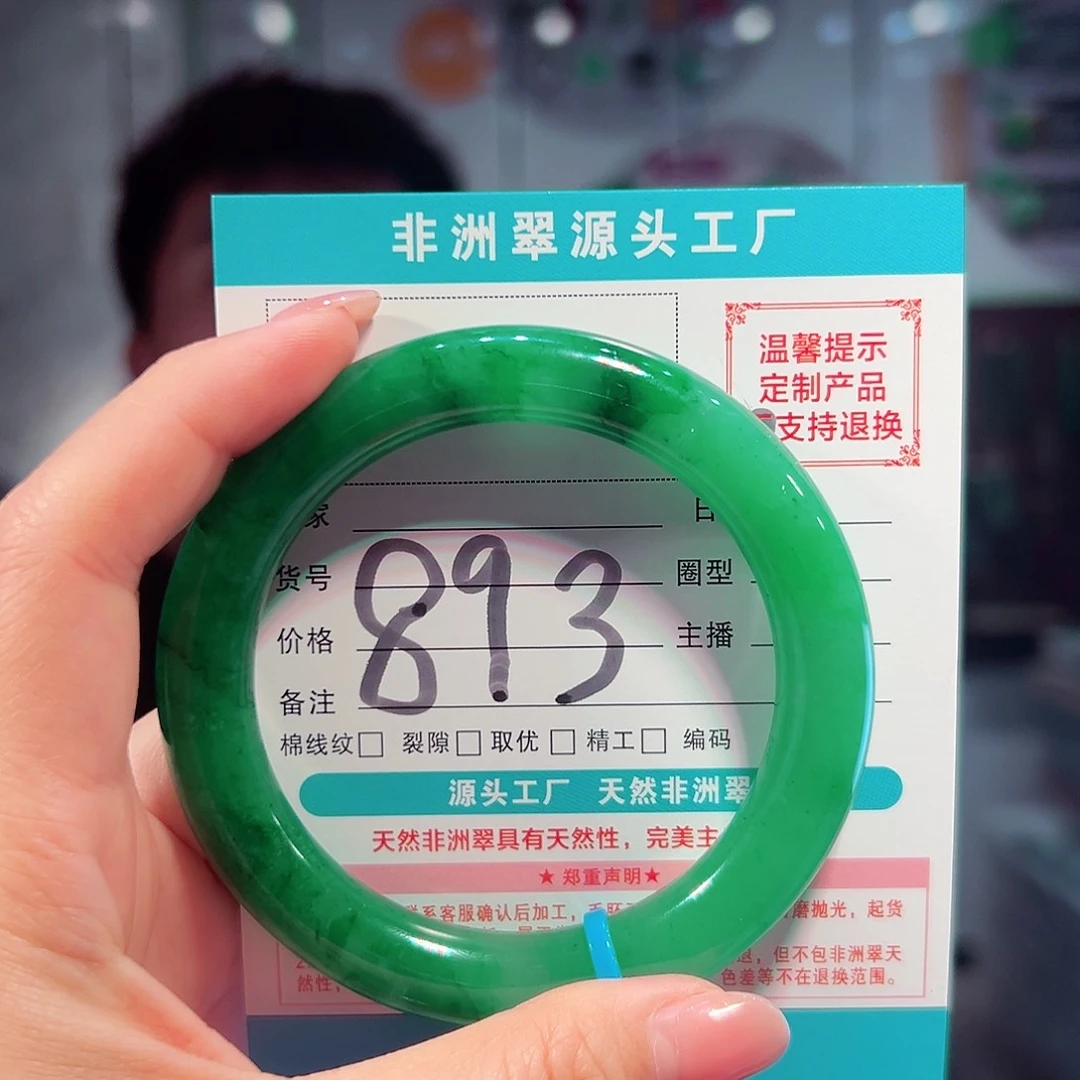 非洲翠源头工厂
温馨提示
定制产品
支持退换
家 日
货号 893 圈型
价格 主播
备注
棉线纹□ 裂隙□ 取优□ 精工□ 编码
源头工厂 天然非洲翠
天然非洲翠具有天然性，完美主
★ 郑重声明★
联系客服确认后加工， 磨抛光，起货
退，但不包非洲翠天
然性， 色差等不在退换范围。